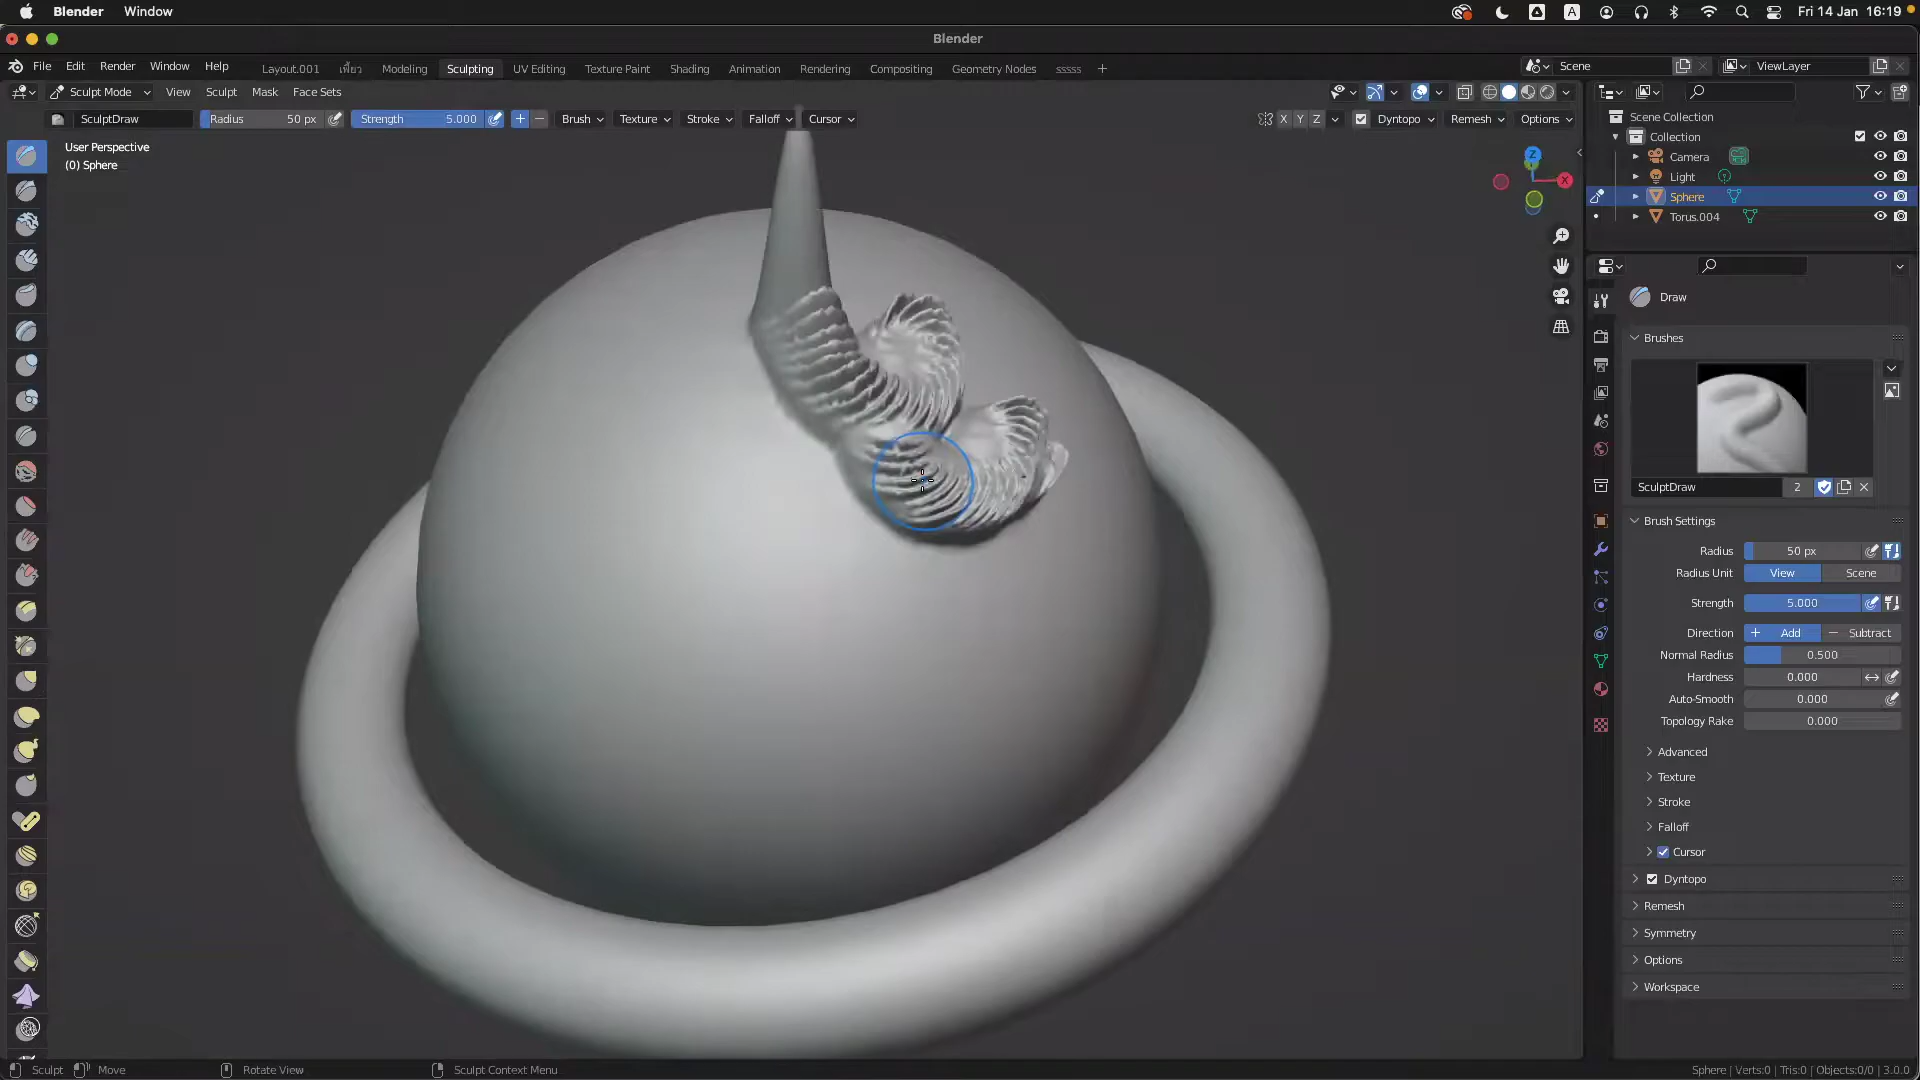 Blender Window Fri 14 Jan 16:19
A
Blender
File Edit Render Window Help Layout.001 เพี้ยว Modeling Sculpting UV Editing Texture Paint Shading Animation Rendering Compositing Geometry Nodes sssss + Scene ViewLayer
Sculpt Mode View Sculpt Mask Face Sets
SculptDraw Radius 50 px Strength 5.000 Brush Texture Stroke Falloff Cursor X Y Z Dyntopo Remesh Options
User Perspective
(0) Sphere
Z
X
Scene Collection
Collection
Camera
Light
Sphere
Torus.004
Draw
Brushes
SculptDraw 2
Brush Settings
Radius 50 px
Radius Unit View Scene
Strength 5.000
Direction + Add − Subtract
Normal Radius 0.500
Hardness 0.000
Auto-Smooth 0.000
Topology Rake 0.000
Advanced
Texture
Stroke
Falloff
Cursor
Dyntopo
Remesh
Symmetry
Options
Workspace
Sculpt Move Rotate View Sculpt Context Menu Sphere | Verts:0 | Tris:0 | Objects:0/0 | 3.0.0